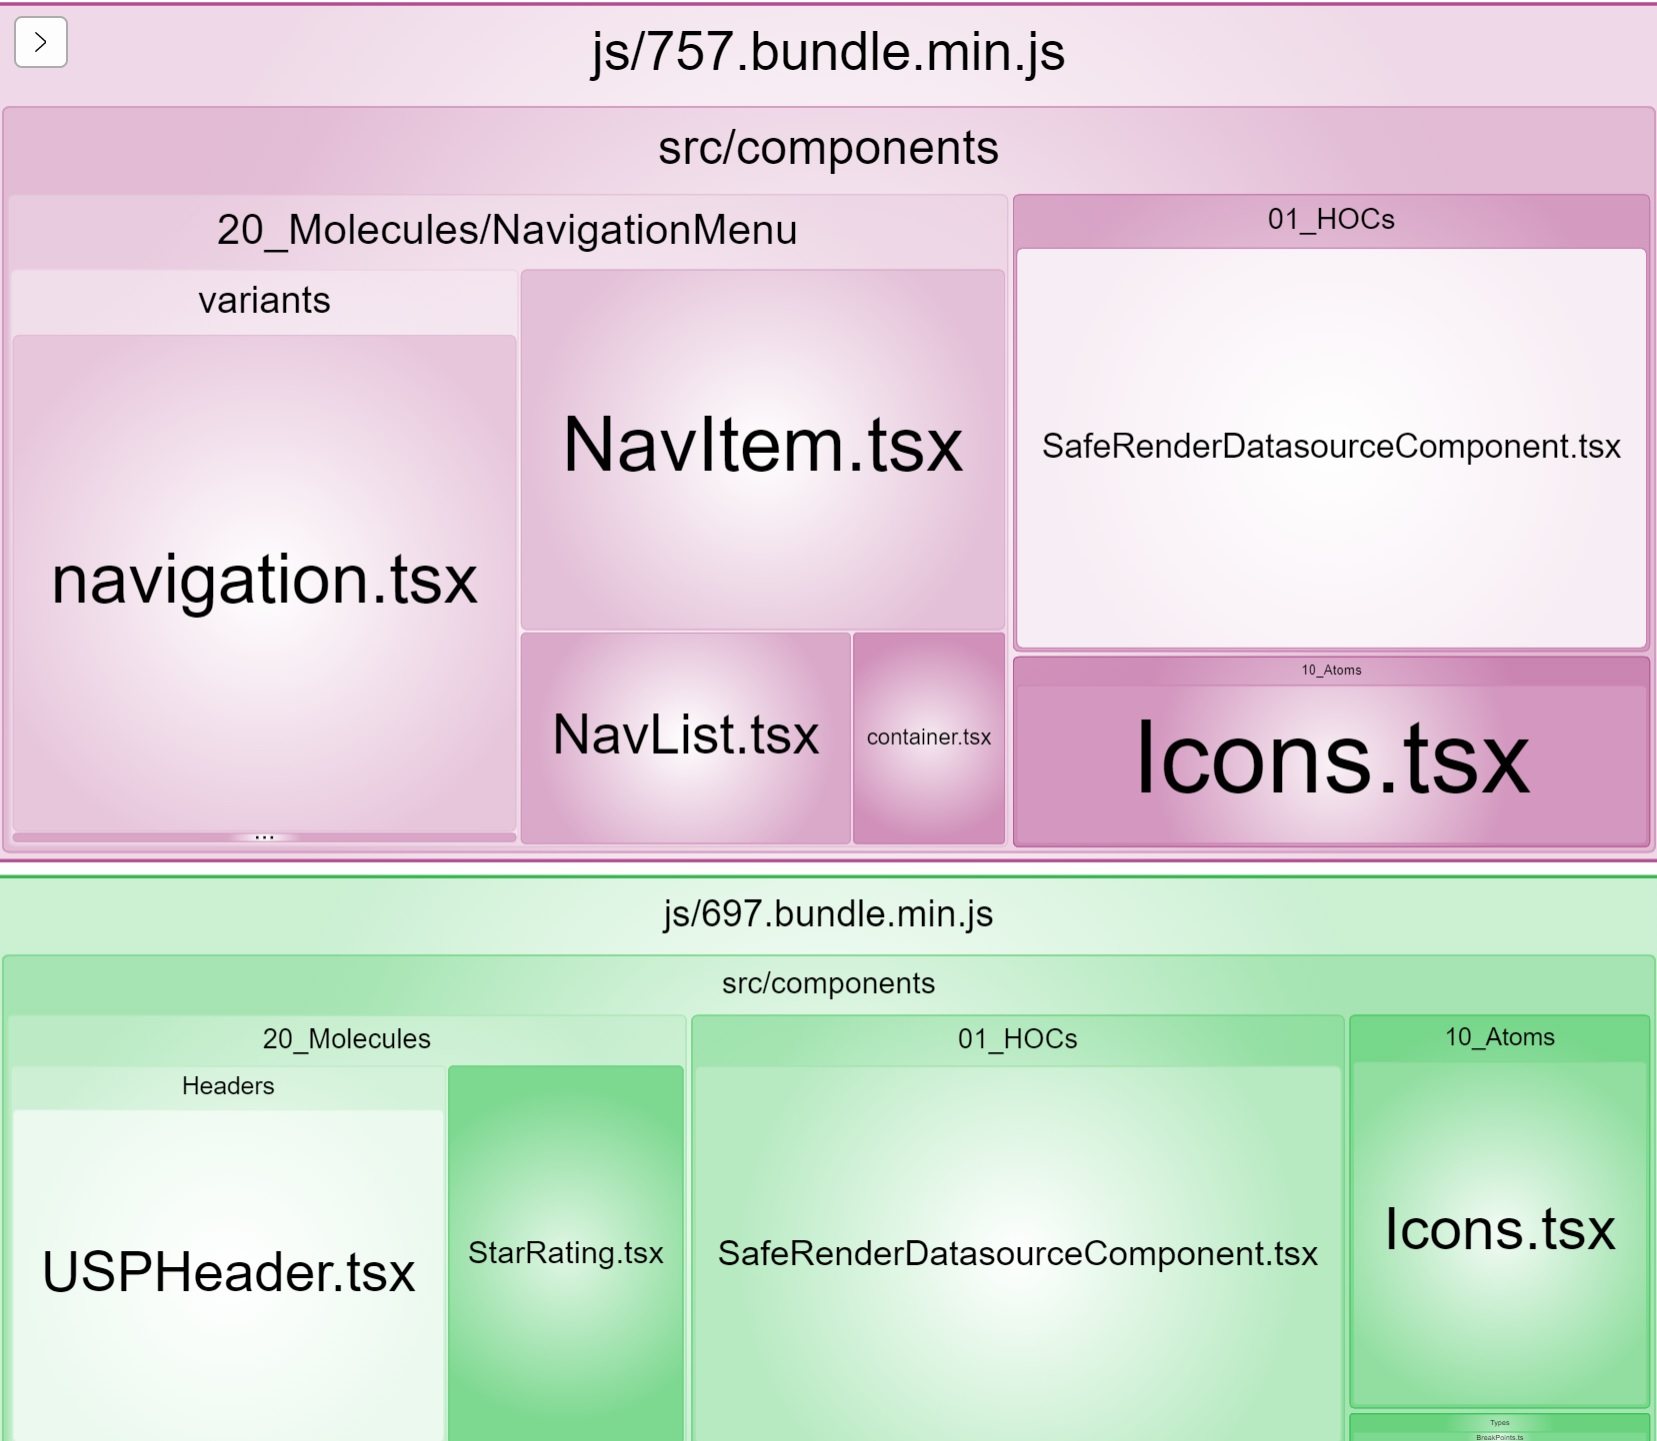 js/757.bundle.min.js
src/components
20_Molecules/NavigationMenu
01_HOCs
variants
NavItem.tsx
SafeRenderDatasourceComponent.tsx
navigation.tsx
10_Atoms
NavList.tsx
container.tsx
Icons.tsx
...
js/697.bundle.min.js
src/components
20_Molecules
01_HOCs
10_Atoms
Headers
USPHeader.tsx
StarRating.tsx
SafeRenderDatasourceComponent.tsx
Icons.tsx
Types
BreakPoints.ts